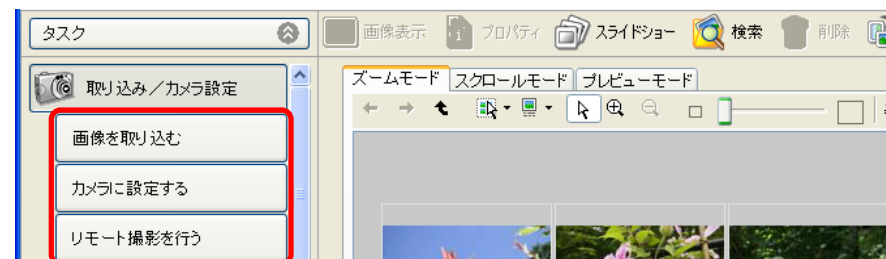 タスク
画像表示 プロパティ スライドショー 検索 削除
取り込み／カメラ設定
ズームモード スクロールモード プレビューモード
画像を取り込む
カメラに設定する
リモート撮影を行う